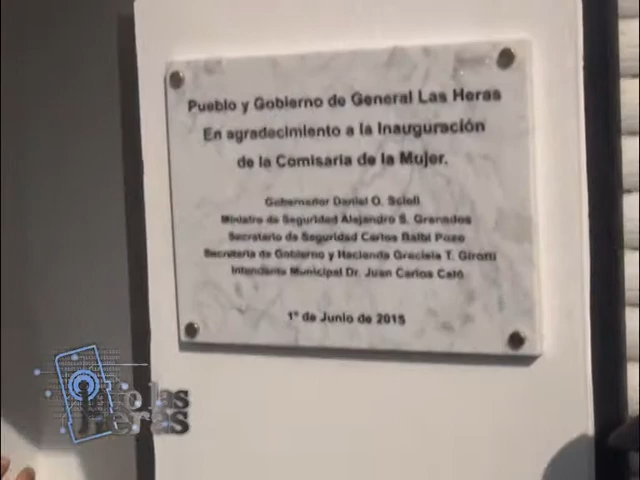 Pueblo y Gobierno de General Las Heras
En agradecimiento a la Inauguración
de la Comisaria de la Mujer.
Gobernador Daniel O. Scioli
Ministro de Seguridad Alejandro S. Granados
Secretario de Seguridad Carlos Balbi Pozo
Secretaria de Gobierno y Hacienda Graciela T. Girotti
Intendente Municipal Dr. Juan Carlos Caló
1º de Junio de 2015
las
Heras